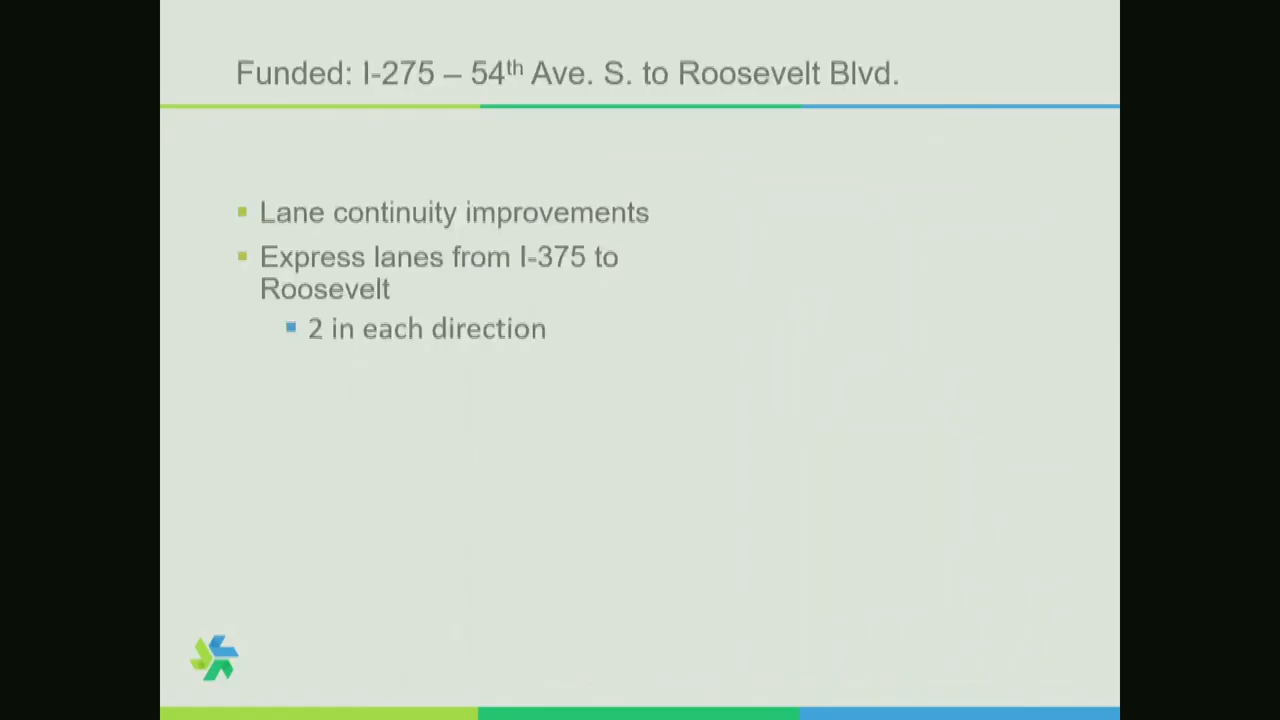 Funded: I-275 – 54th Ave. S. to Roosevelt Blvd.
Lane continuity improvements
Express lanes from I-375 to
Roosevelt
2 in each direction